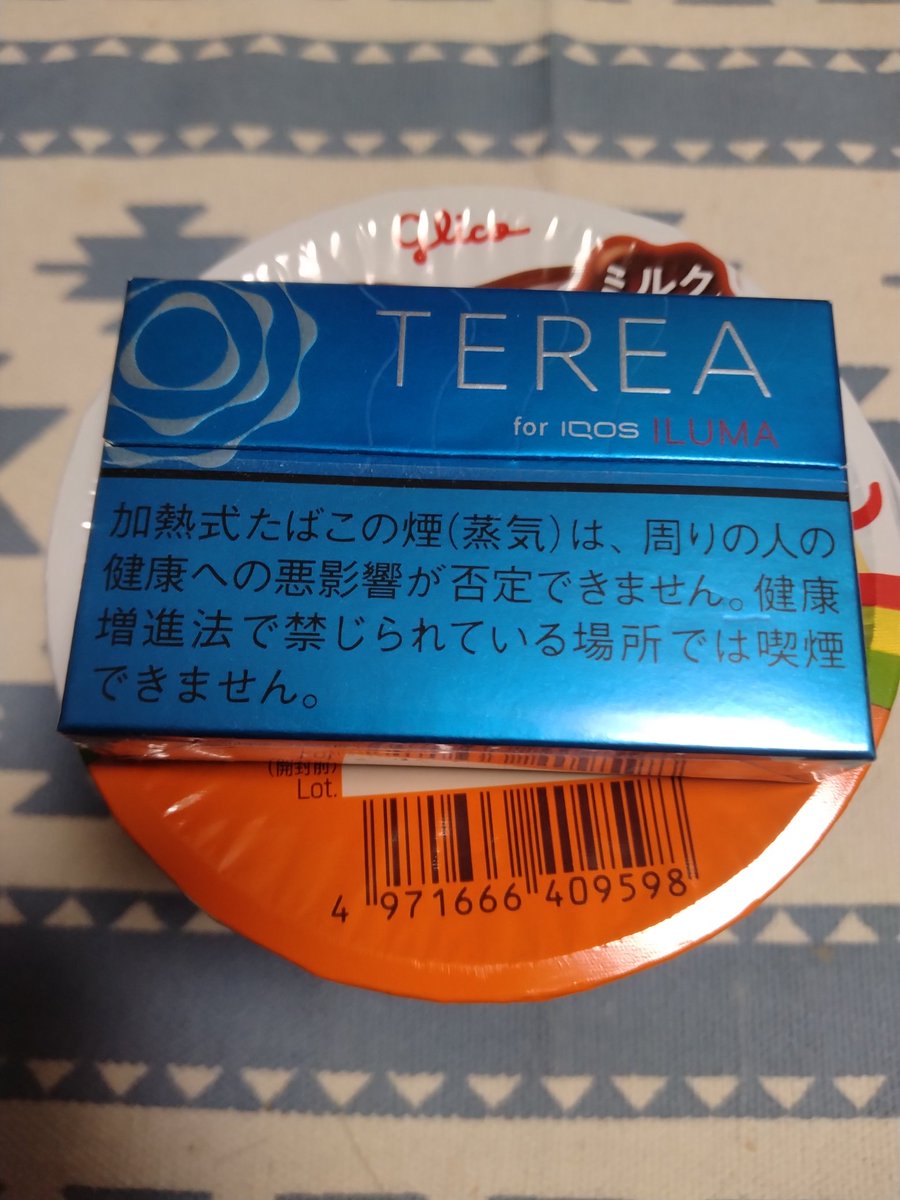 Glico
ミルク
TEREA
for IQOS ILUMA
加熱式たばこの煙(蒸気)は、周りの人の
健康への悪影響が否定できません。健康
増進法で禁じられている場所では喫煙
できません。
(開封前)
Lot.
4 971666 409598